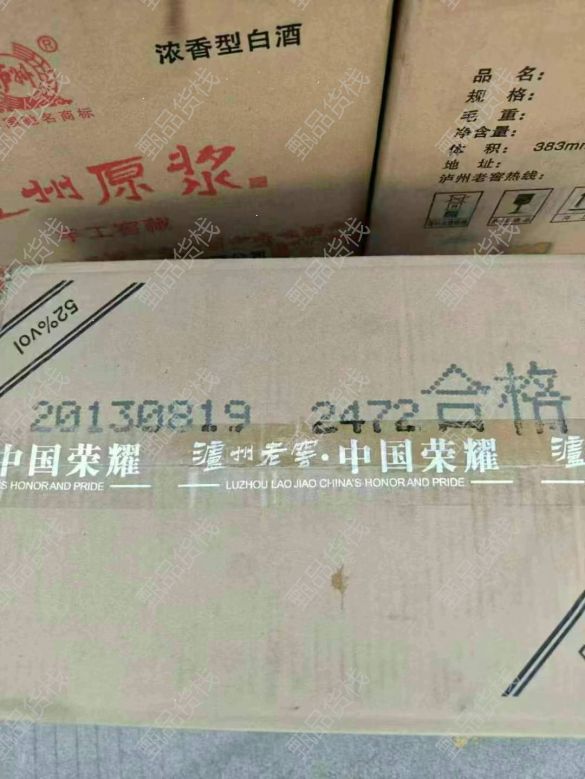 浓香型白酒
®
州原浆
品名：
规格：
毛重：
净含量：
体积： 383mm
地址：
泸州老窖热线：
52%vol
20130819 2472 合格
中国荣耀 泸州老窖·中国荣耀 泸
'S HONOR AND PRIDE LUZHOU LAO JIAO CHINA'S HONOR AND PRIDE
甄品货栈